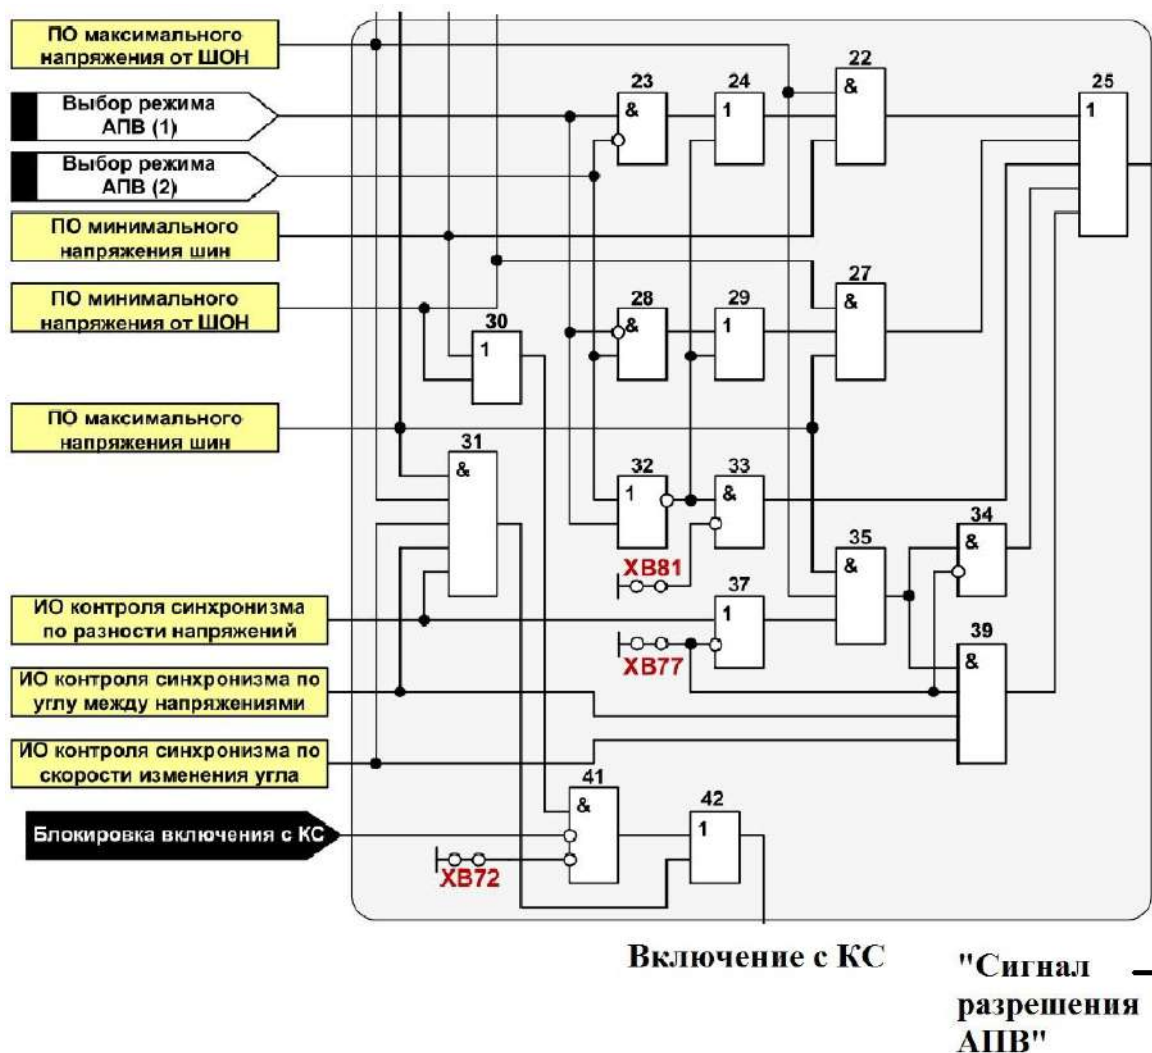 ПО максимального
напряжения от ШОН
Выбор режима
АПВ (1)
Выбор режима
АПВ (2)
ПО минимального
напряжения шин
ПО минимального
напряжения от ШОН
ПО максимального
напряжения шин
ИО контроля синхронизма
по разности напряжений
ИО контроля синхронизма по
углу между напряжениями
ИО контроля синхронизма по
скорости изменения угла
Блокировка включения с КС
23
&
24
1
22
&
25
1
28
&
29
1
27
&
30
1
31
&
32
1
33
&
34
&
35
&
XB81
37
1
XB77
39
&
41
&
42
1
XB72
Включение с КС
"Сигнал
разрешения
АПВ"